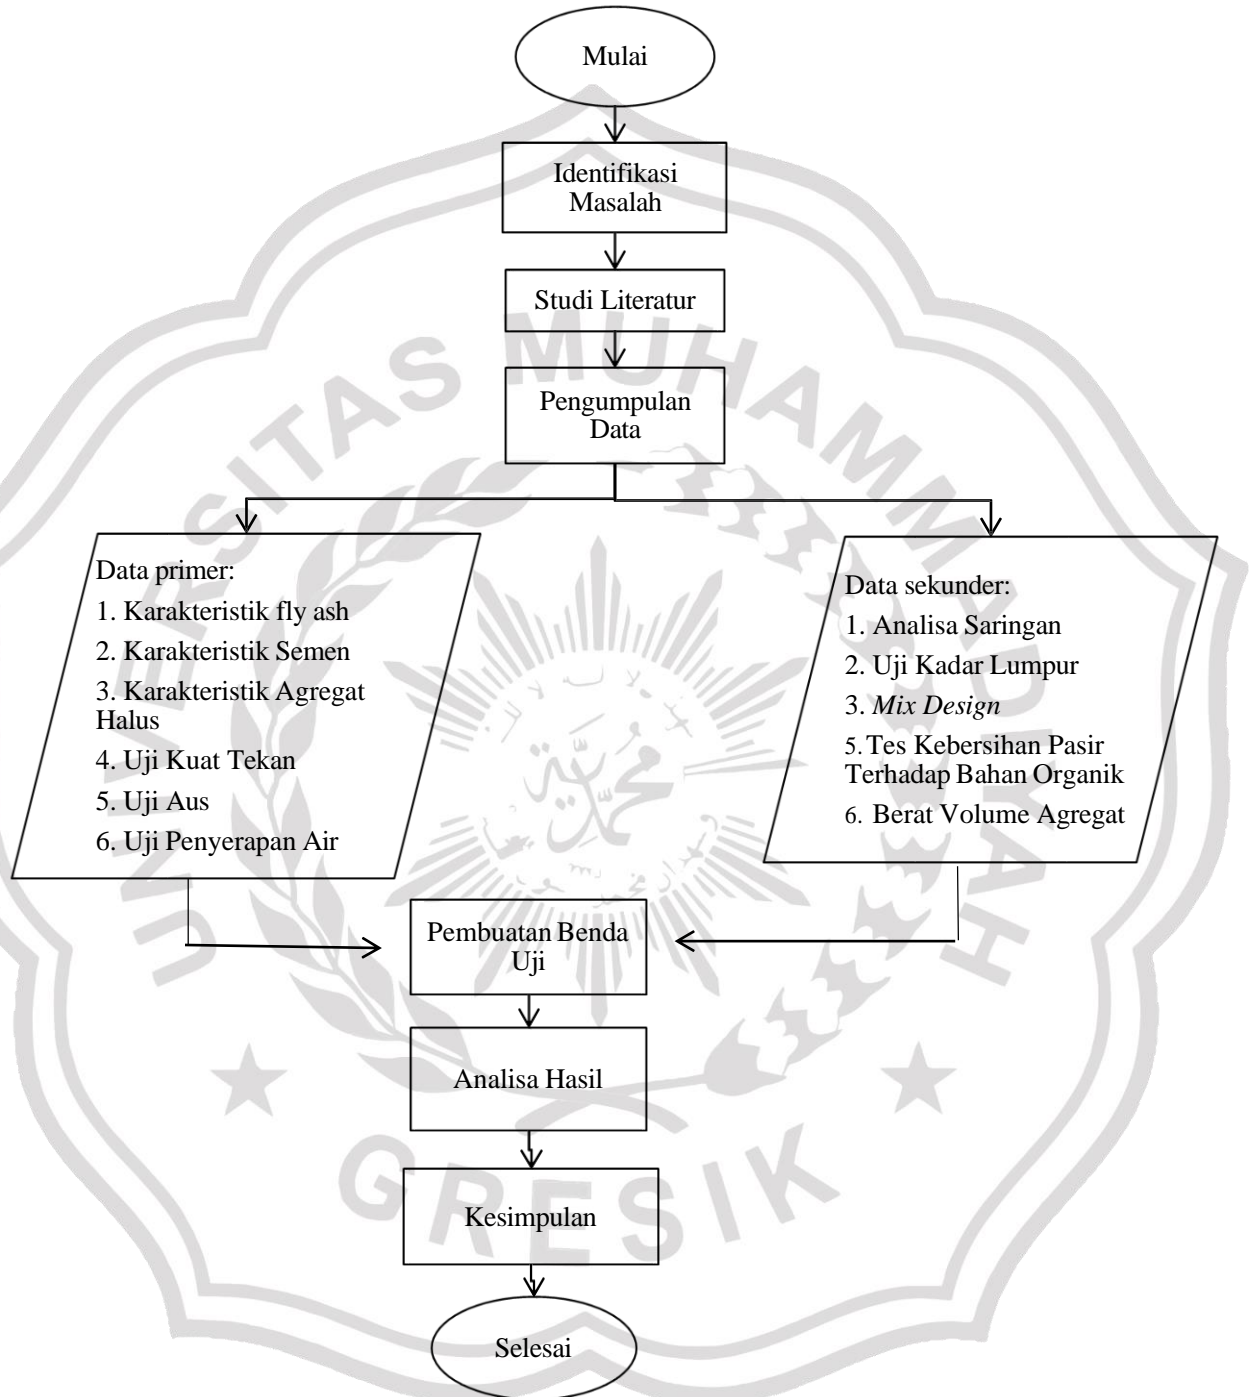 Mulai
Identifikasi
Masalah
Studi Literatur
Pengumpulan
Data
Data primer:
1. Karakteristik fly ash
2. Karakteristik Semen
3. Karakteristik Agregat
Halus
4. Uji Kuat Tekan
5. Uji Aus
6. Uji Penyerapan Air
Data sekunder:
1. Analisa Saringan
2. Uji Kadar Lumpur
3. Mix Design
5. Tes Kebersihan Pasir
Terhadap Bahan Organik
6. Berat Volume Agregat
Pembuatan Benda
Uji
Analisa Hasil
Kesimpulan
Selesai
UNIVERSITAS MUHAMMADIYAH
GRESIK